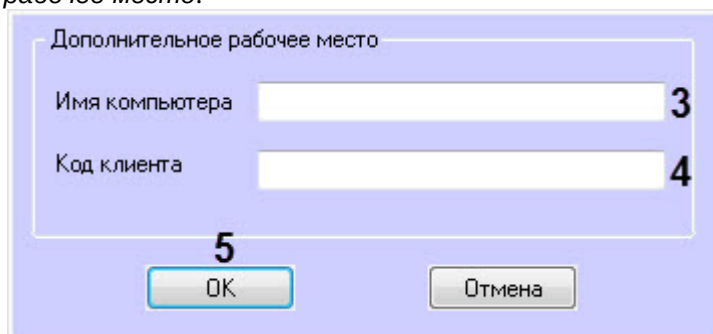 рабочее место.
Дополнительное рабочее место
Имя компьютера 3
Код клиента 4
5
OK Отмена